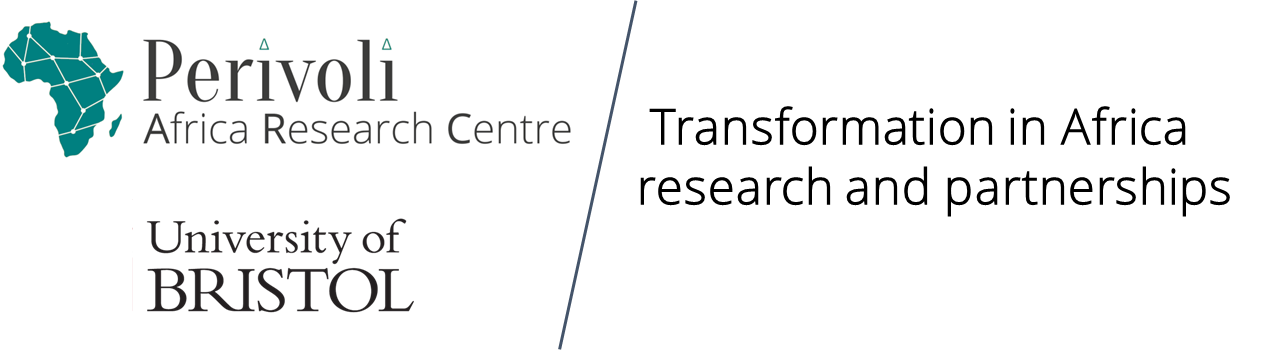 Perivoli
Africa Research Centre
University of
BRISTOL
Transformation in Africa
research and partnerships